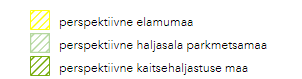 perspektiivne elamumaa
perspektiivne haljasala parkmetsamaa
perspektiivne kaitsehaljastuse maa